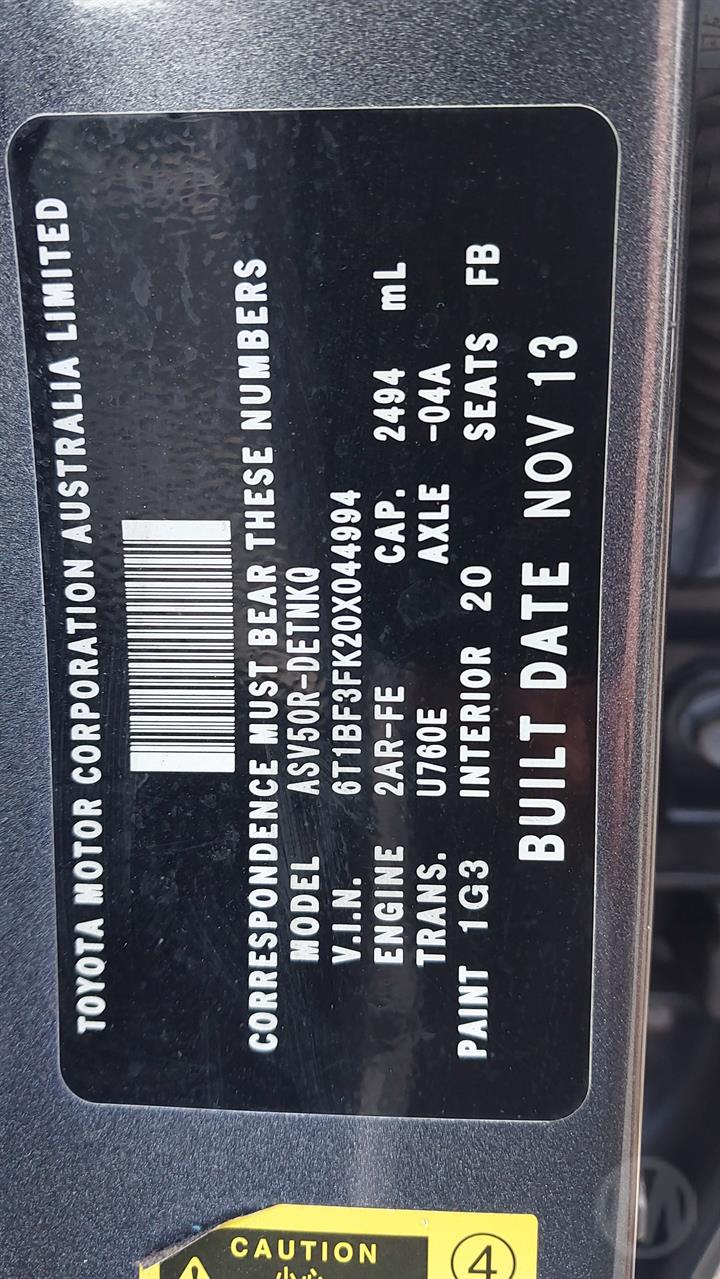 TOYOTA MOTOR CORPORATION AUSTRALIA LIMITED
CORRESPONDENCE MUST BEAR THESE NUMBERS
MODEL ASV50R-DETNKQ
V.I.N. 6T1BF3FK20X044994
ENGINE 2AR-FE CAP. 2494 mL
TRANS. U760E AXLE -04A
PAINT 1G3 INTERIOR 20 SEATS FB
BUILT DATE NOV 13
CAUTION
4